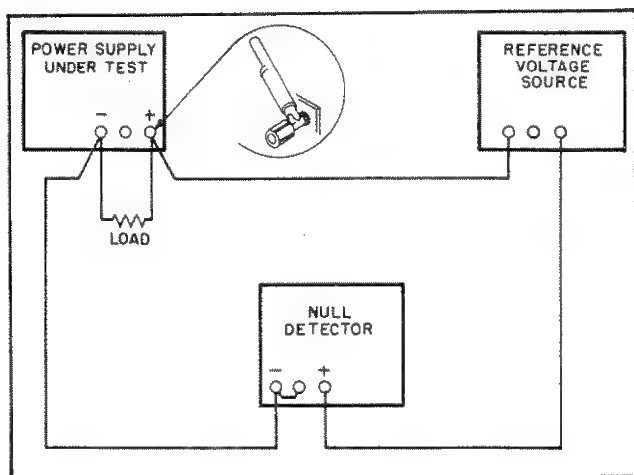 POWER SUPPLY
UNDER TEST
- +
LOAD
REFERENCE
VOLTAGE
SOURCE
NULL
DETECTOR
- +